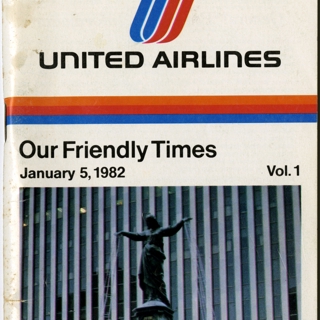 UNITED AIRLINES
Our Friendly Times
January 5, 1982 Vol. 1